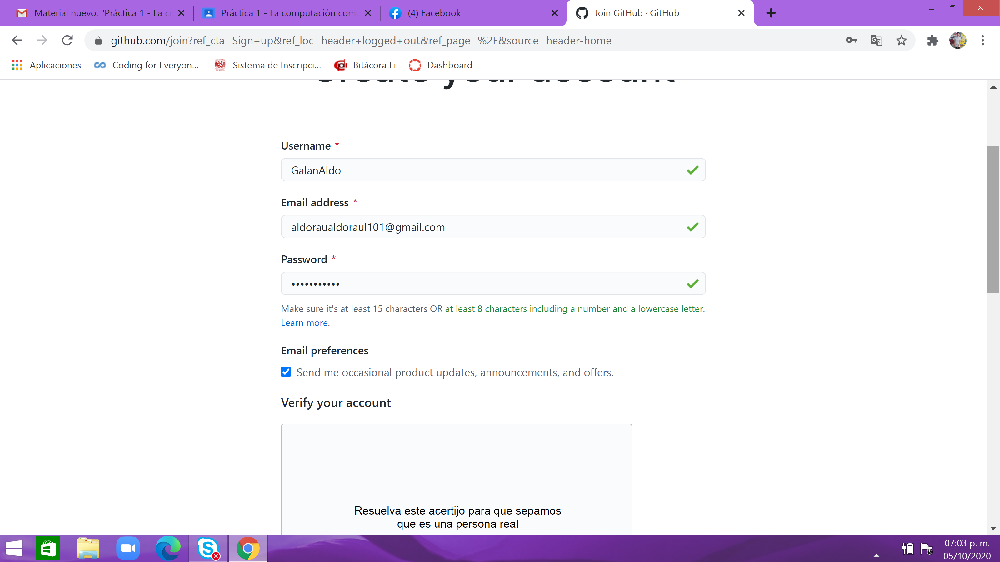 Material nuevo: "Práctica 1 - La c
Práctica 1 - La computación com
(4) Facebook
Join GitHub · GitHub
github.com/join?ref_cta=Sign+up&ref_loc=header+logged+out&ref_page=%2F&source=header-home
Aplicaciones
Coding for Everyon...
Sistema de Inscripci...
Bitácora Fi
Dashboard
Create your account
Username *
GalanAldo
Email address *
aldoraualdoraul101@gmail.com
Password *
•••••••••••
Make sure it's at least 15 characters OR at least 8 characters including a number and a lowercase letter.
Learn more.
Email preferences
Send me occasional product updates, announcements, and offers.
Verify your account
Resuelva este acertijo para que sepamos
que es una persona real
07:03 p. m.
05/10/2020